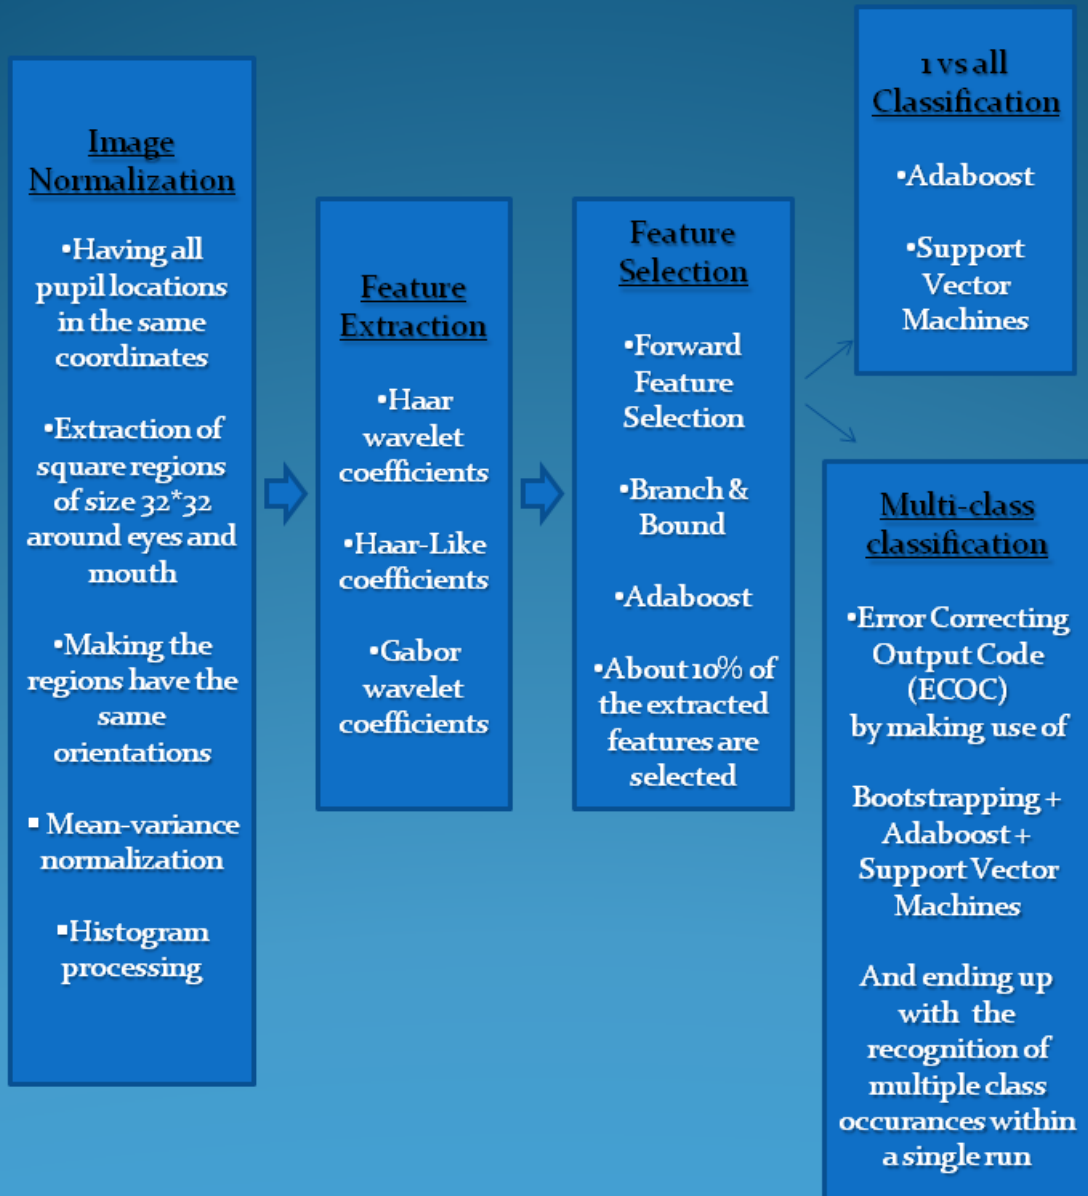 Image
Normalization
•Having all
pupil locations
in the same
coordinates
•Extraction of
square regions
of size 32*32
around eyes and
mouth
•Making the
regions have the
same
orientations
▪ Mean-variance
normalization
▪Histogram
processing
Feature
Extraction
•Haar
wavelet
coefficients
•Haar-Like
coefficients
•Gabor
wavelet
coefficients
Feature
Selection
•Forward
Feature
Selection
•Branch &
Bound
•Adaboost
•About 10% of
the extracted
features are
selected
1 vs all
Classification
•Adaboost
•Support
Vector
Machines
Multi-class
classification
•Error Correcting
Output Code
(ECOC)
by making use of
Bootstrapping +
Adaboost +
Support Vector
Machines
And ending up
with the
recognition of
multiple class
occurances within
a single run